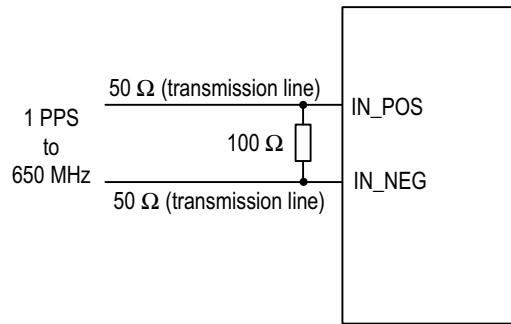 50 Ω (transmission line)
IN_POS
1 PPS
to
650 MHz
100 Ω
IN_NEG
50 Ω (transmission line)